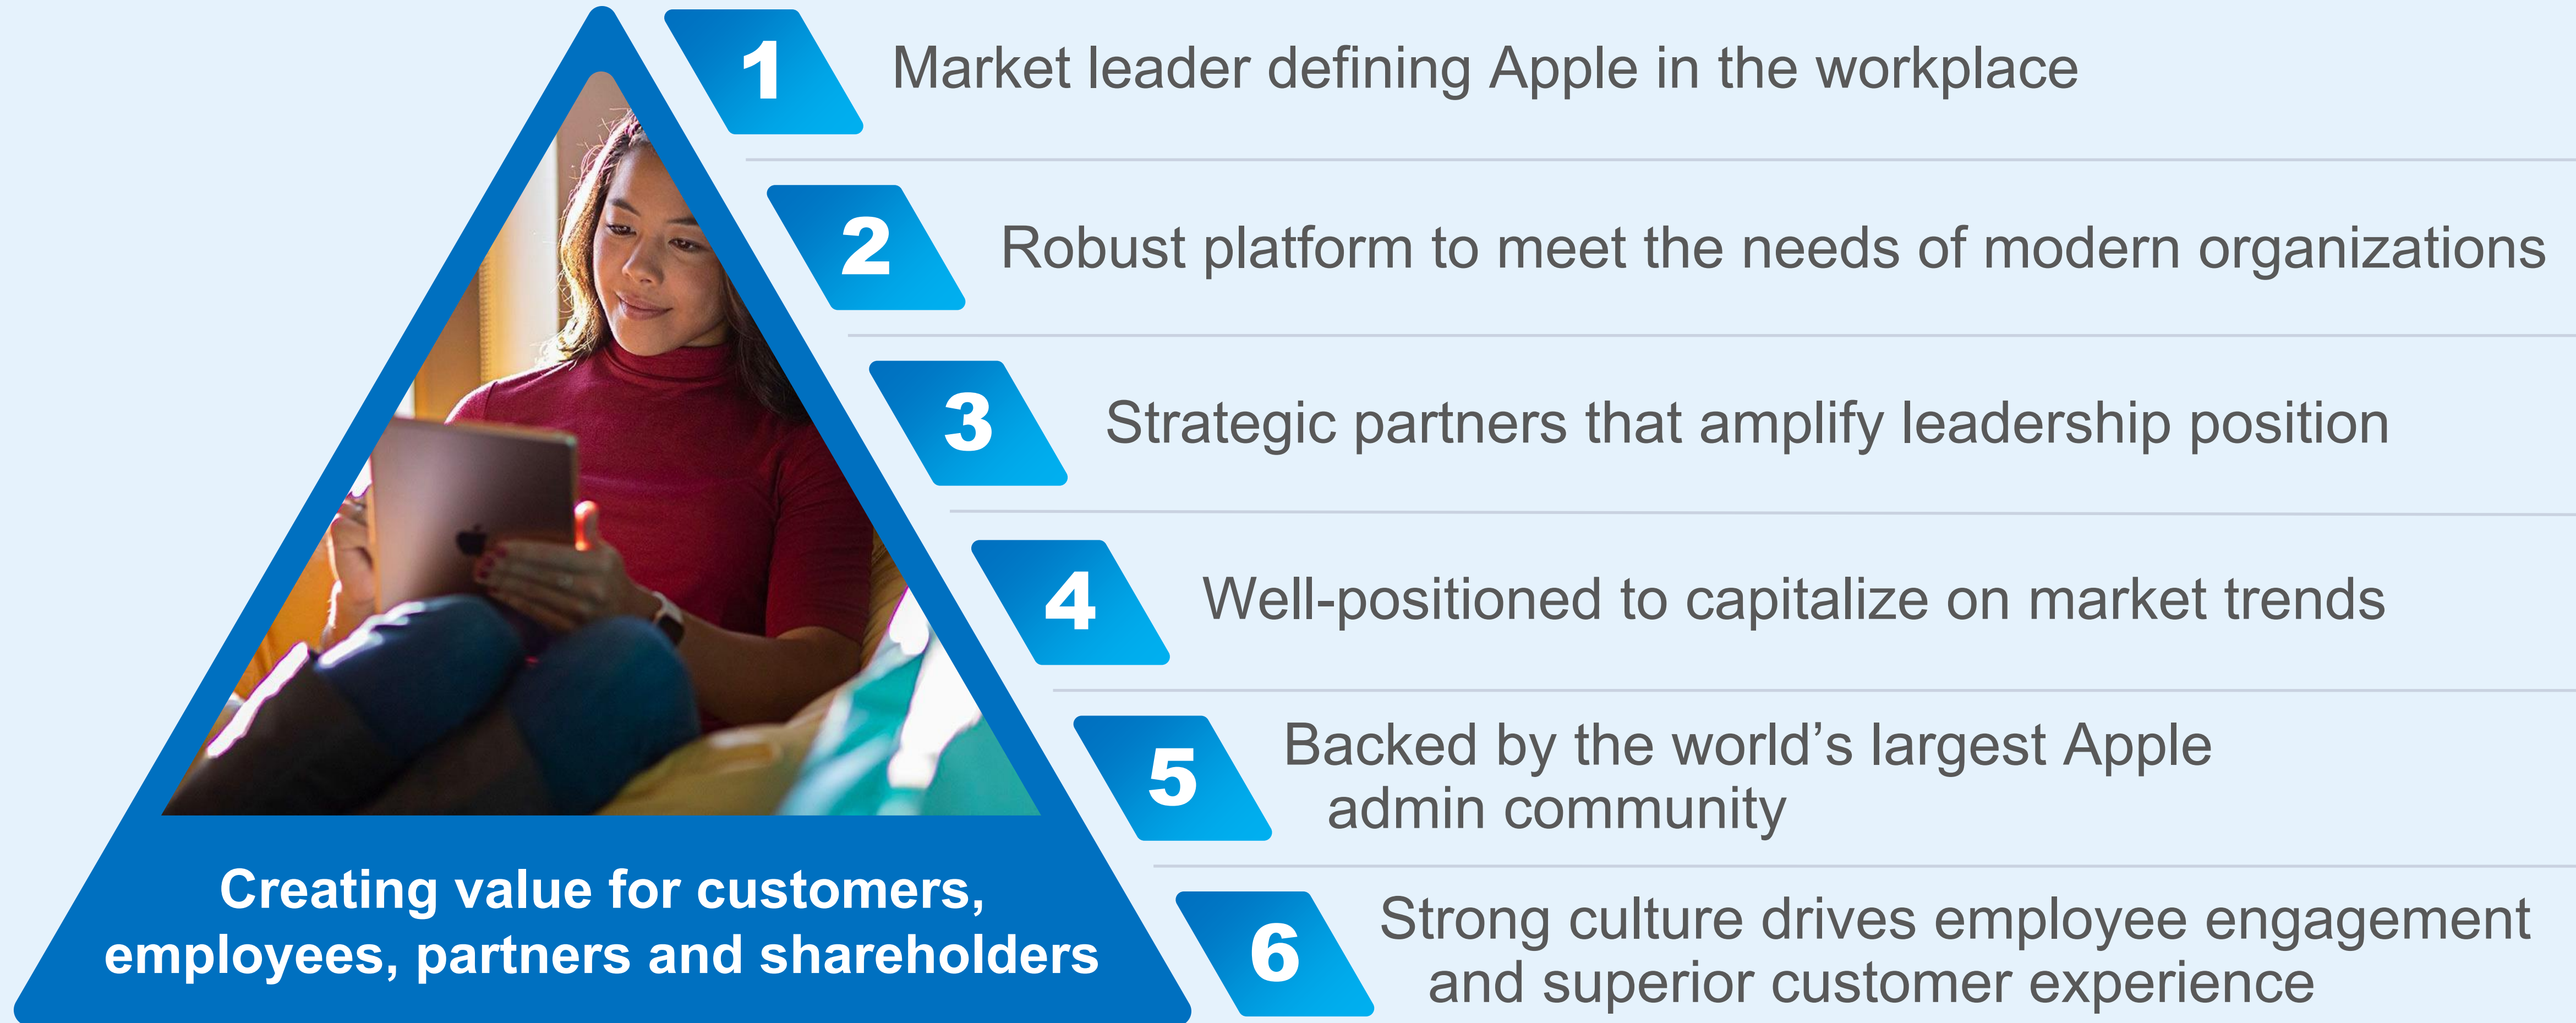 1
Market leader defining Apple in the workplace
2
Robust platform to meet the needs of modern organizations
3
Strategic partners that amplify leadership position
4
Well-positioned to capitalize on market trends
5
Backed by the world’s largest Apple
admin community
6
Strong culture drives employee engagement
and superior customer experience
Creating value for customers,
employees, partners and shareholders